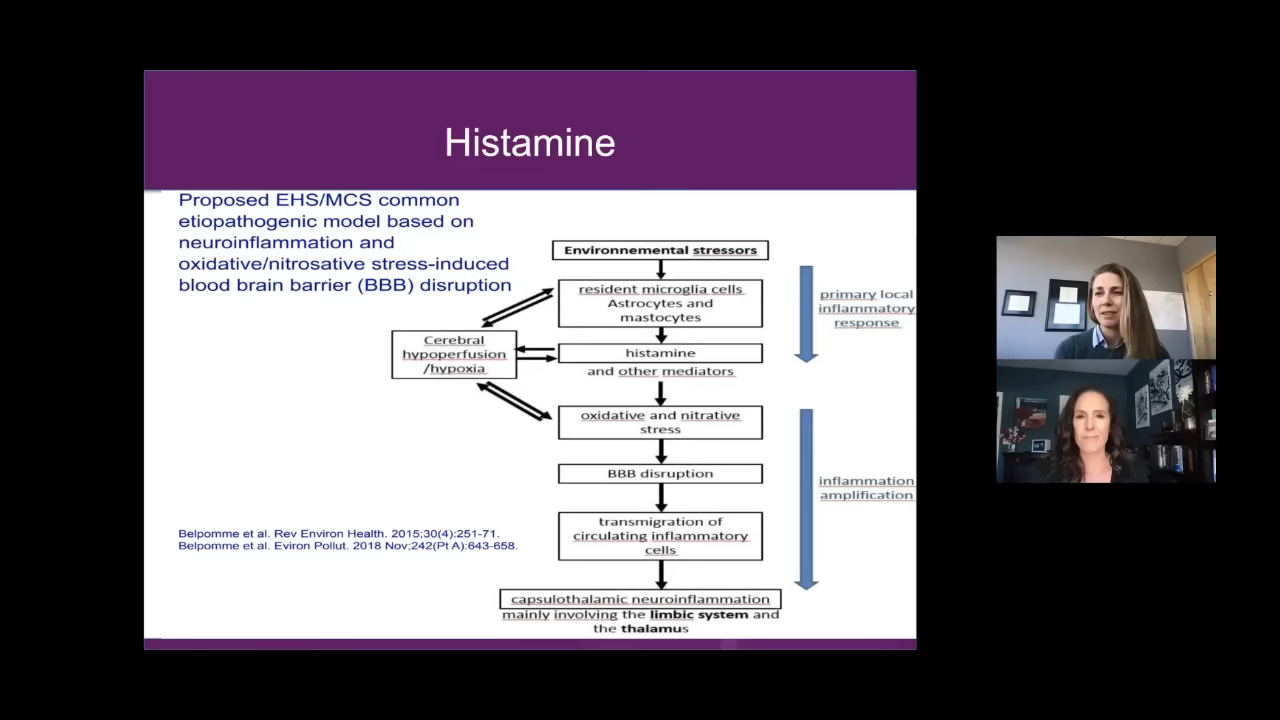 Histamine
Proposed EHS/MCS common
etiopathogenic model based on
neuroinflammation and
oxidative/nitrosative stress-induced
blood brain barrier (BBB) disruption
Environnemental stressors
resident microglia cells
Astrocytes and
mastocytes
primary local
inflammatory
response
Cerebral
hypoperfusion
/hypoxia
histamine
and other mediators
oxidative and nitrative
stress
BBB disruption
inflammation
amplification
transmigration of
circulating inflammatory
cells
Belpomme et al. Rev Environ Health. 2015;30(4):251-71.
Belpomme et al. Eviron Pollut. 2018 Nov;242(Pt A):643-658.
capsulothalamic neuroinflammation
mainly involving the limbic system and
the thalamus